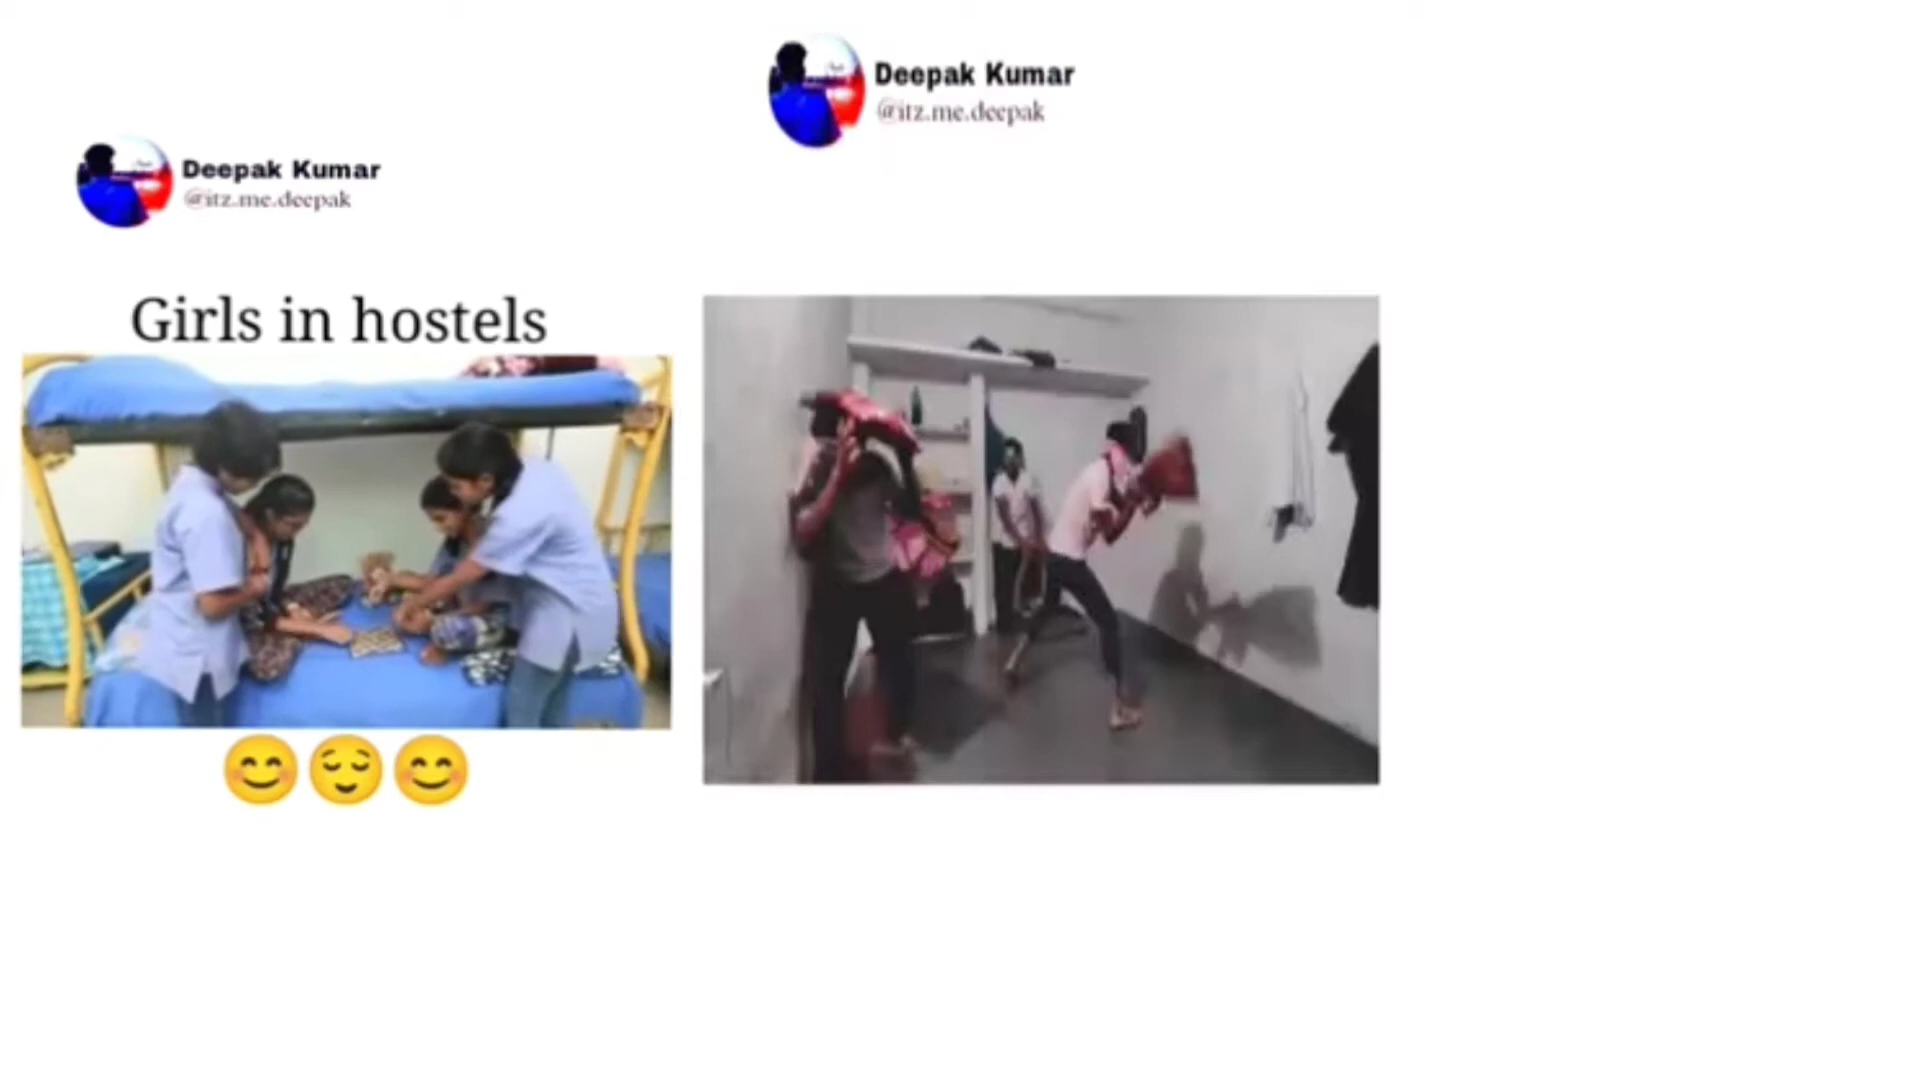 Deepak Kumar
@itz.me.deepak
Girls in hostels
😊😌😊
Deepak Kumar
@itz.me.deepak